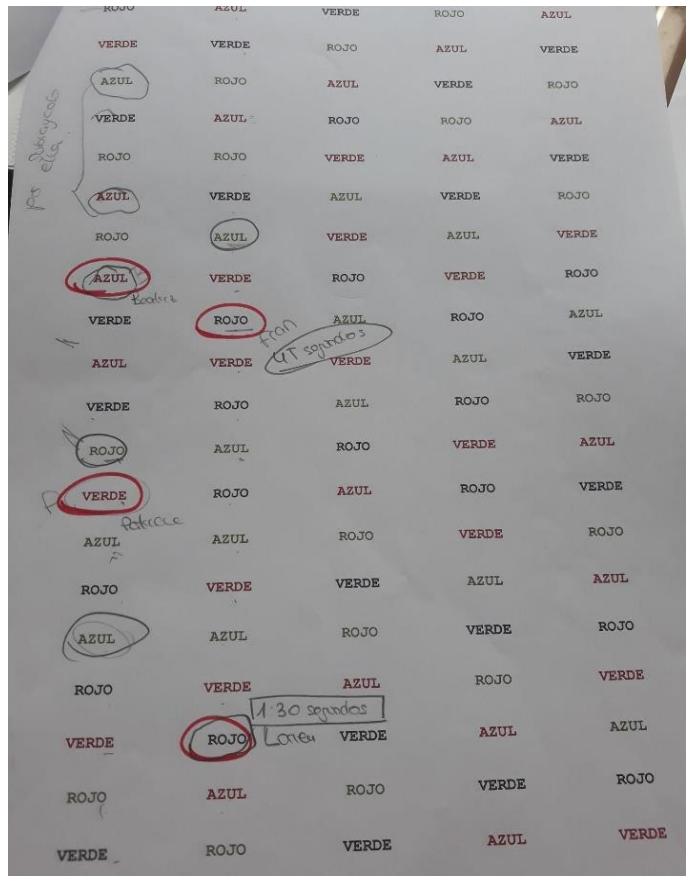 ROJO AZUL VERDE ROJO AZUL
VERDE VERDE ROJO AZUL VERDE
AZUL ROJO AZUL VERDE ROJO
VERDE AZUL ROJO ROJO AZUL
ROJO ROJO VERDE AZUL VERDE
AZUL VERDE AZUL VERDE ROJO
ROJO AZUL VERDE AZUL VERDE
AZUL VERDE ROJO VERDE ROJO
VERDE ROJO fran AZUL ROJO AZUL
47 segundos
AZUL VERDE VERDE AZUL VERDE
VERDE ROJO AZUL ROJO ROJO
ROJO AZUL ROJO VERDE AZUL
VERDE ROJO AZUL ROJO VERDE
AZUL AZUL ROJO VERDE ROJO
ROJO VERDE VERDE AZUL AZUL
AZUL AZUL ROJO VERDE ROJO
ROJO VERDE AZUL ROJO VERDE
1:30 segundos
VERDE ROJO VERDE AZUL AZUL
ROJO AZUL ROJO VERDE ROJO
VERDE ROJO VERDE AZUL VERDE